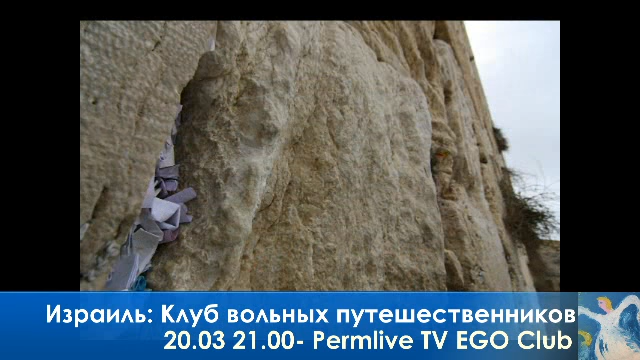 Израиль: Клуб вольных путешественников
20.03 21.00- Permlive TV EGO Club